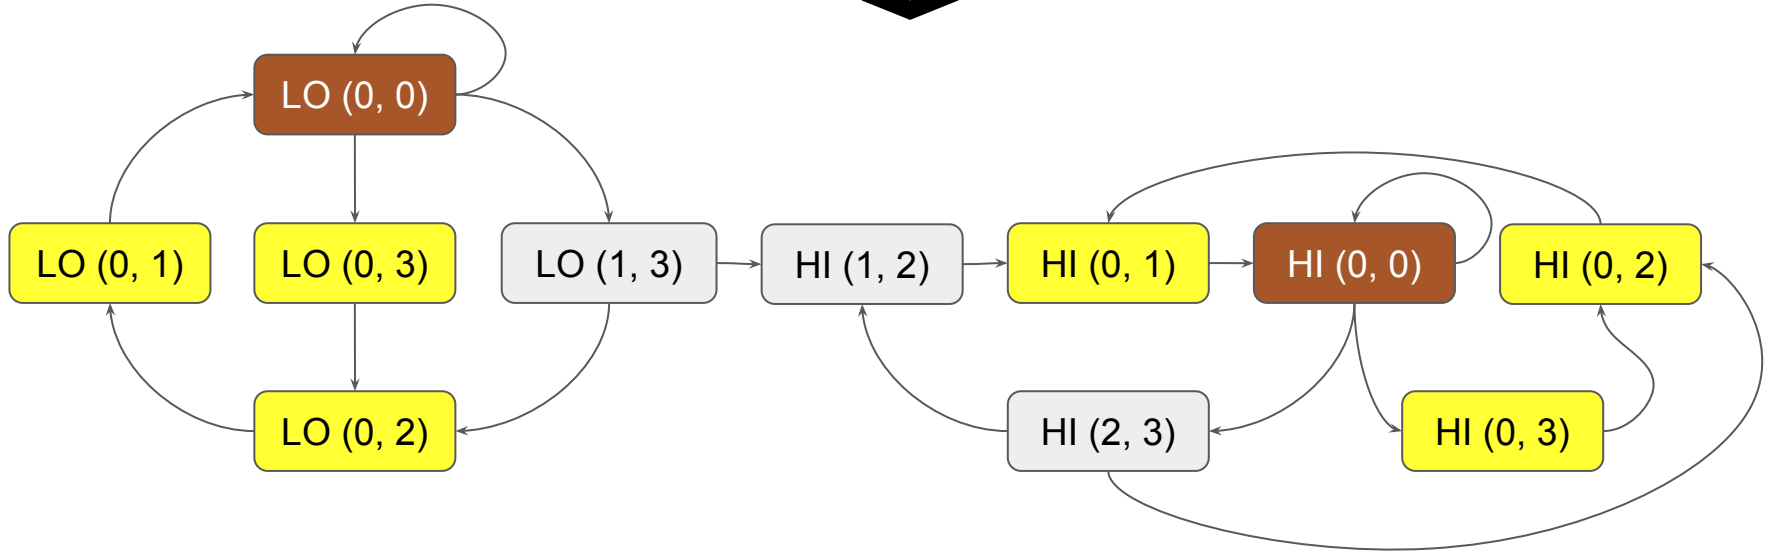 LO (0, 0)
LO (0, 1)
LO (0, 3)
LO (1, 3)
HI (1, 2)
HI (0, 1)
HI (0, 0)
HI (0, 2)
LO (0, 2)
HI (2, 3)
HI (0, 3)